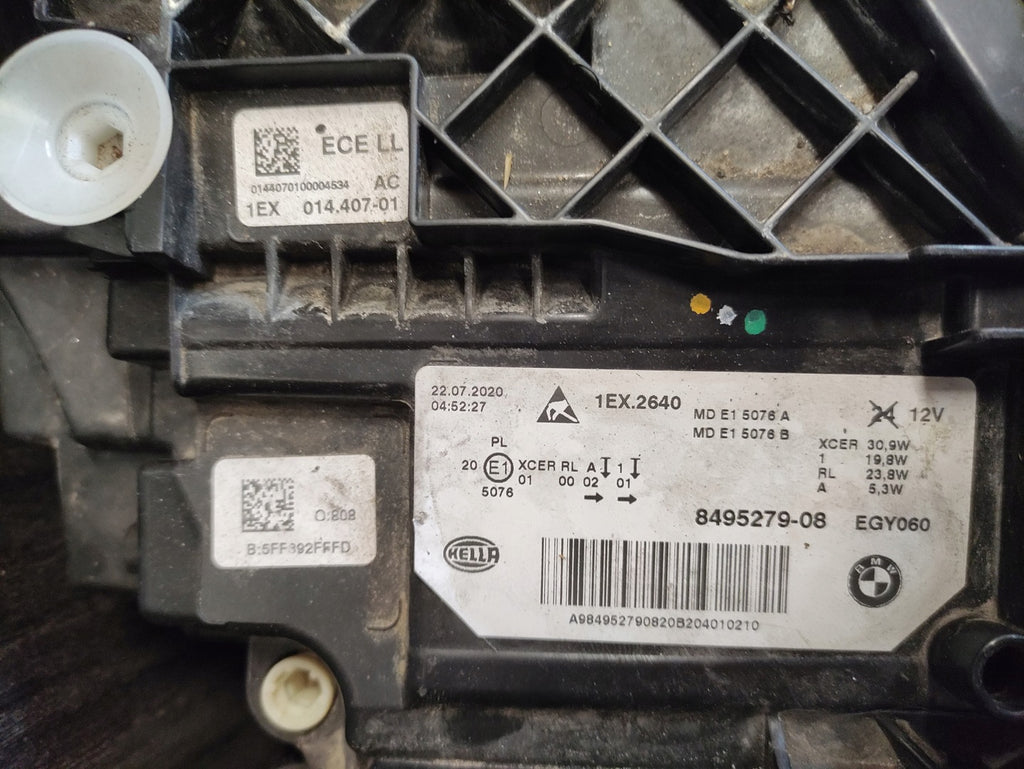 ECE LL
0144070100004534 AC
1EX 014.407-01
22.07.2020
04:52:27
1EX.2640
MD E1 5076 A
MD E1 5076 B
24 12V
XCER 30,9W
1 19,8W
RL 23,8W
A 5,3W
PL
20 E1 XCER RL A 1
01 00 02 01
5076
8495279-08 EGY060
O:808
B:5FF392FFFD
HELLA
BMW
A984952790820B204010210